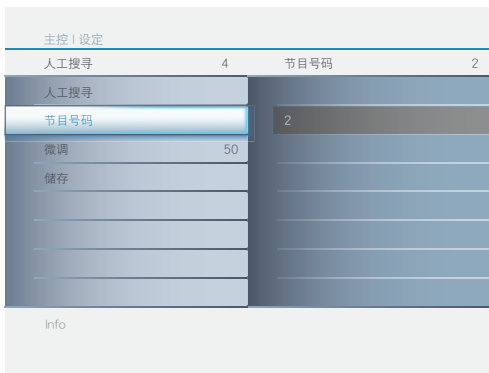 主控 | 设定
人工搜寻 4 节目号码 2
人工搜寻
节目号码 2
微调 50
储存
Info